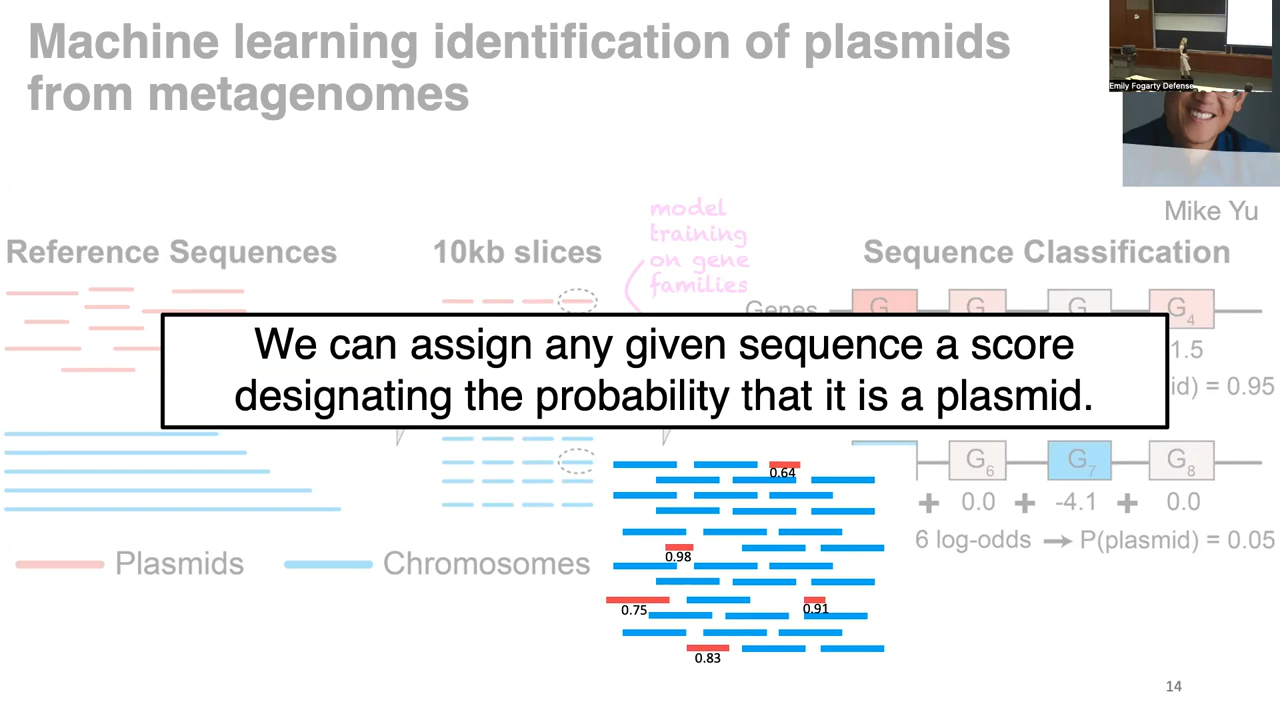 Machine learning identification of plasmids
from metagenomes
Emily Fogarty Defense
Mike Yu
Reference Sequences
10kb slices
model
training
on gene
families
Sequence Classification
Genes
G
G
G
G4
1.5
id) = 0.95
We can assign any given sequence a score
designating the probability that it is a plasmid.
G6
G7
G8
+ 0.0 + -4.1 + 0.0
6 log-odds → P(plasmid) = 0.05
Plasmids
Chromosomes
0.64
0.98
0.75
0.91
0.83
14